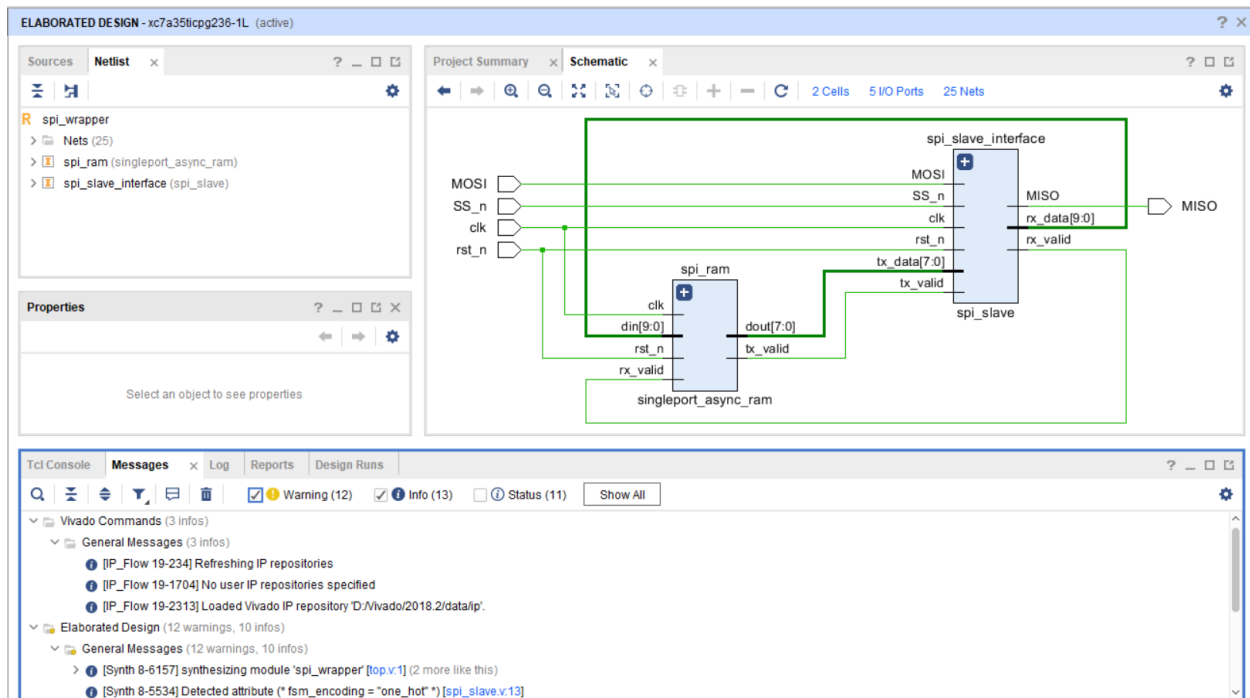 ELABORATED DESIGN - xc7a35ticpg236-1L (active)
Sources Netlist
spi_wrapper
Nets (25)
spi_ram (singleport_async_ram)
spi_slave_interface (spi_slave)
Properties
Select an object to see properties
Project Summary Schematic
2 Cells 5 I/O Ports 25 Nets
MOSI
SS_n
clk
rst_n
spi_ram
clk
din[9:0]
rst_n
rx_valid
dout[7:0]
tx_valid
singleport_async_ram
spi_slave_interface
MOSI
SS_n
clk
rst_n
tx_data[7:0]
tx_valid
MISO
rx_data[9:0]
rx_valid
spi_slave
MISO
Tcl Console Messages Log Reports Design Runs
Warning (12) Info (13) Status (11) Show All
Vivado Commands (3 infos)
General Messages (3 infos)
[IP_Flow 19-234] Refreshing IP repositories
[IP_Flow 19-1704] No user IP repositories specified
[IP_Flow 19-2313] Loaded Vivado IP repository 'D:/Vivado/2018.2/data/ip'.
Elaborated Design (12 warnings, 10 infos)
General Messages (12 warnings, 10 infos)
[Synth 8-6157] synthesizing module 'spi_wrapper' [top.v:1] (2 more like this)
[Synth 8-5534] Detected attribute (* fsm_encoding = "one_hot" *) [spi_slave.v:13]